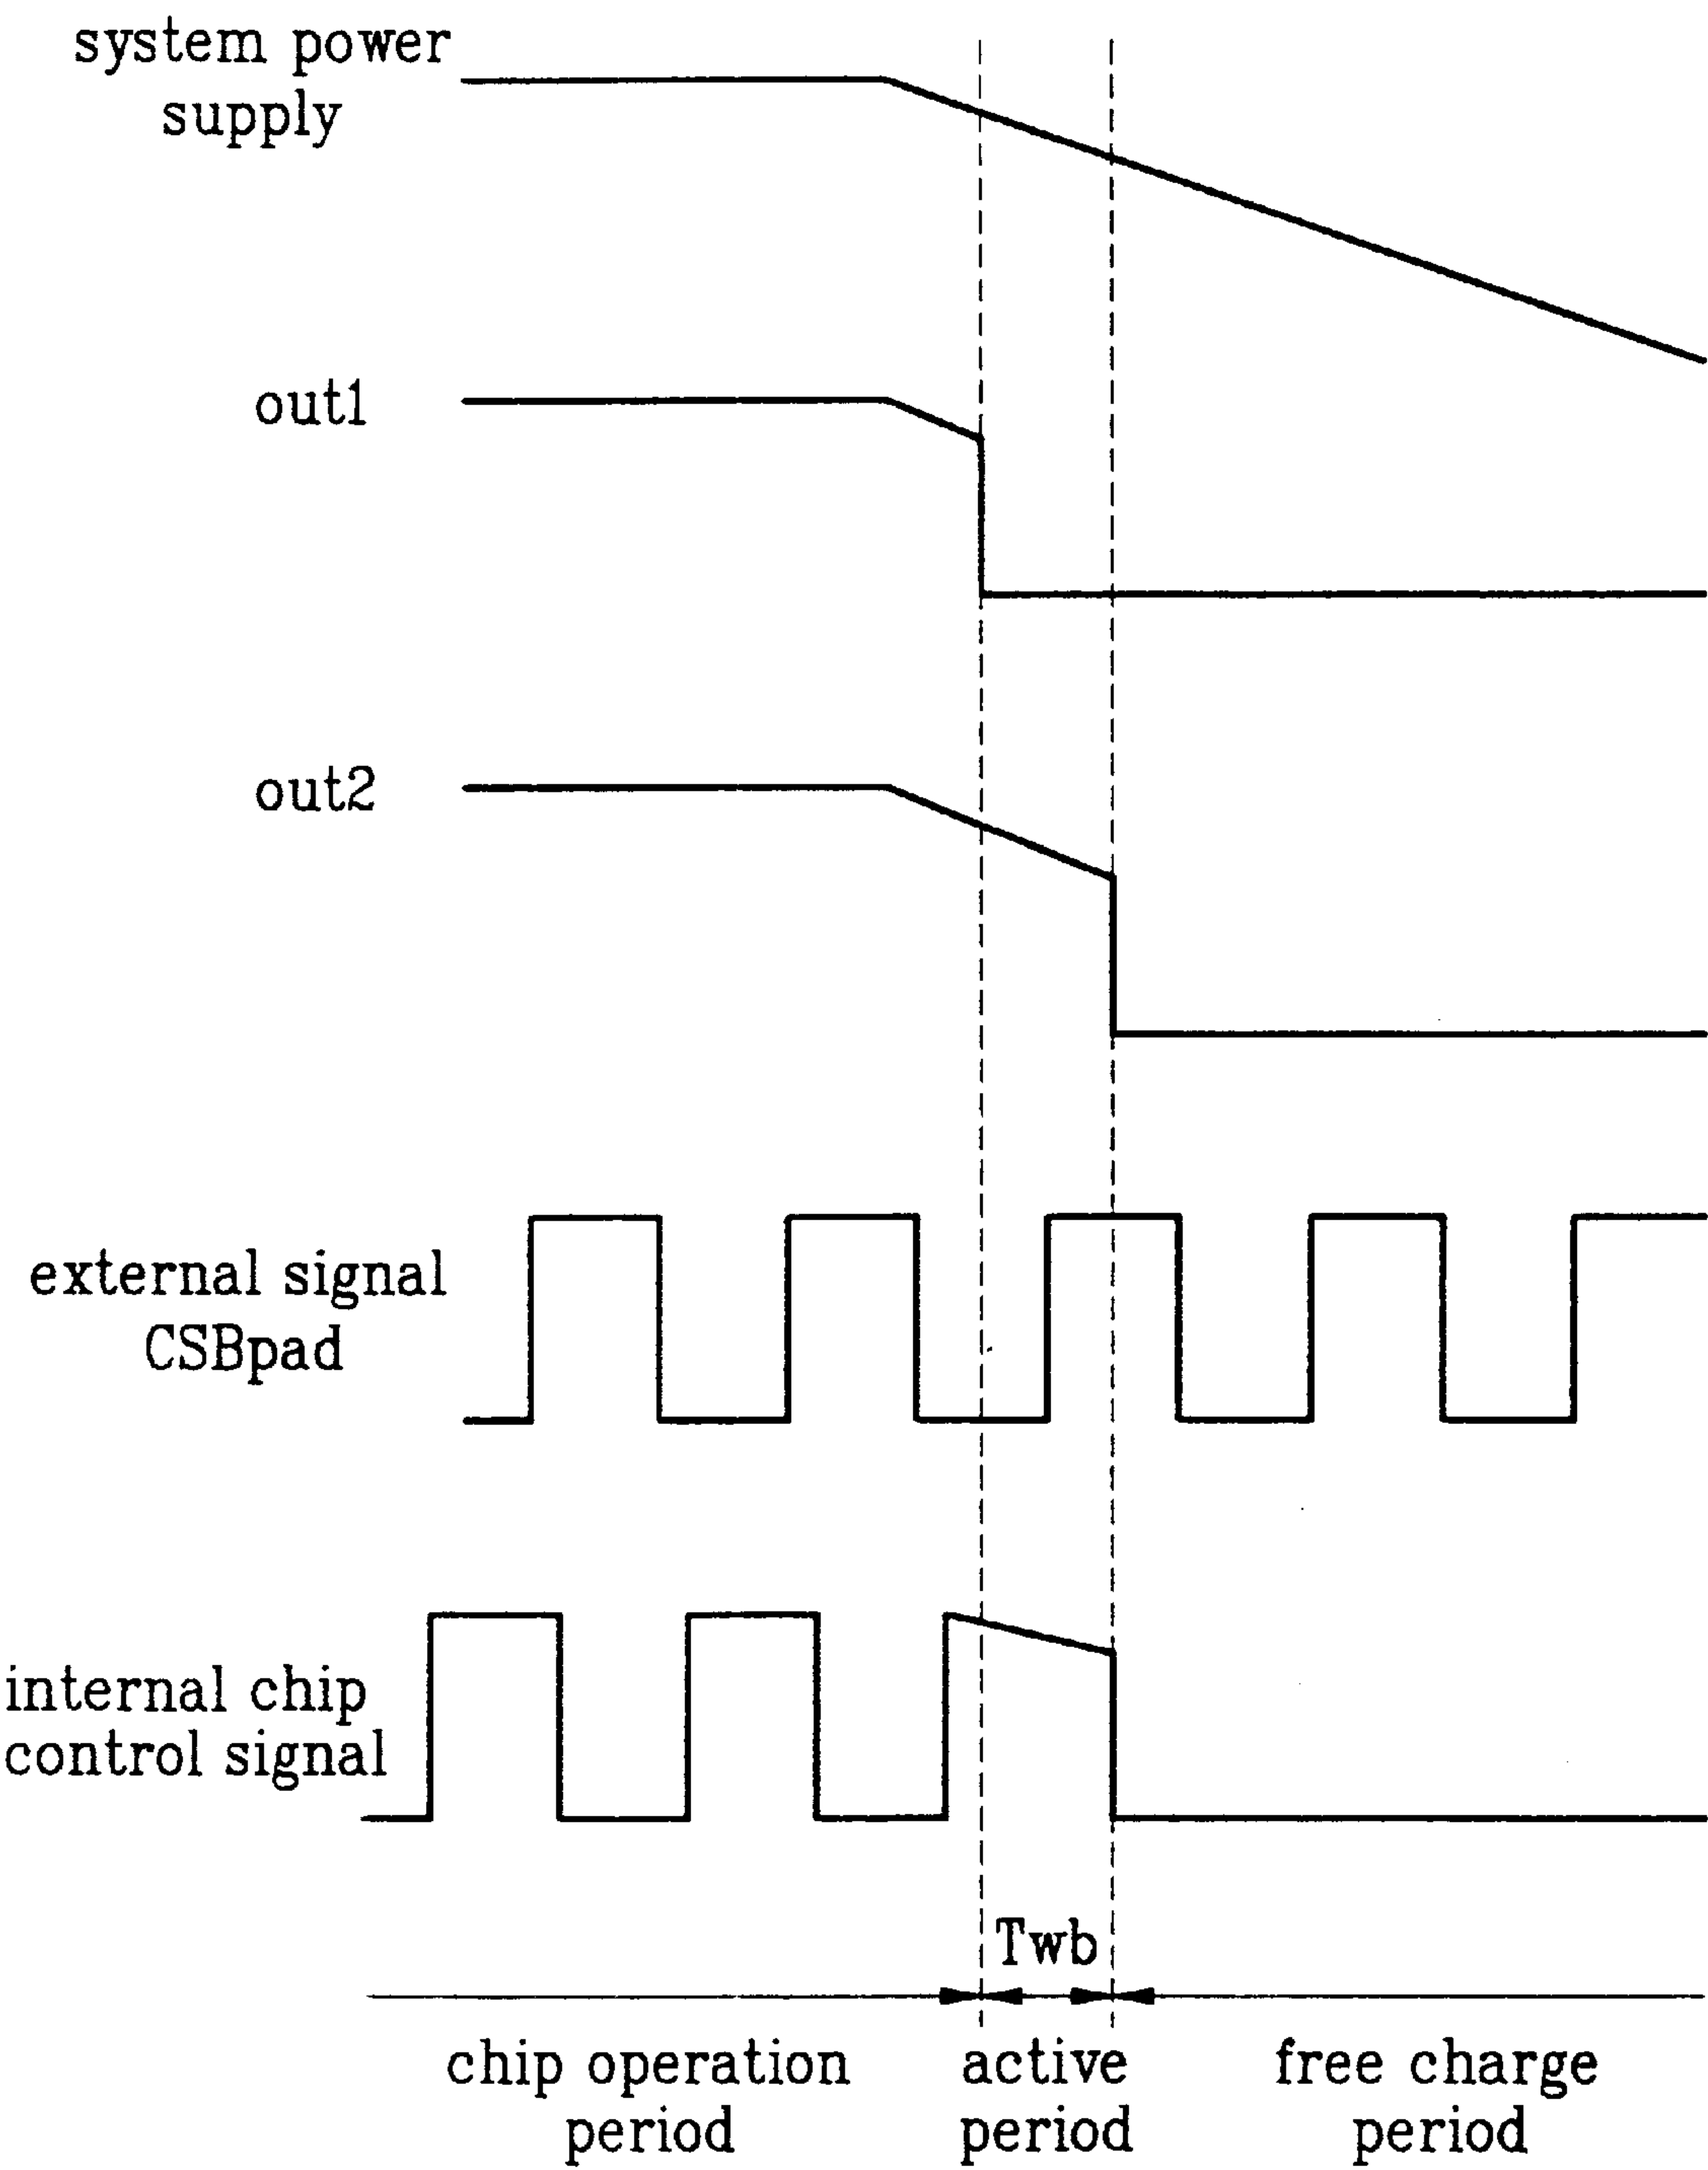 system power
supply
out1
out2
external signal
CSBpad
internal chip
control signal
Twb
chip operation
period
active
period
free charge
period